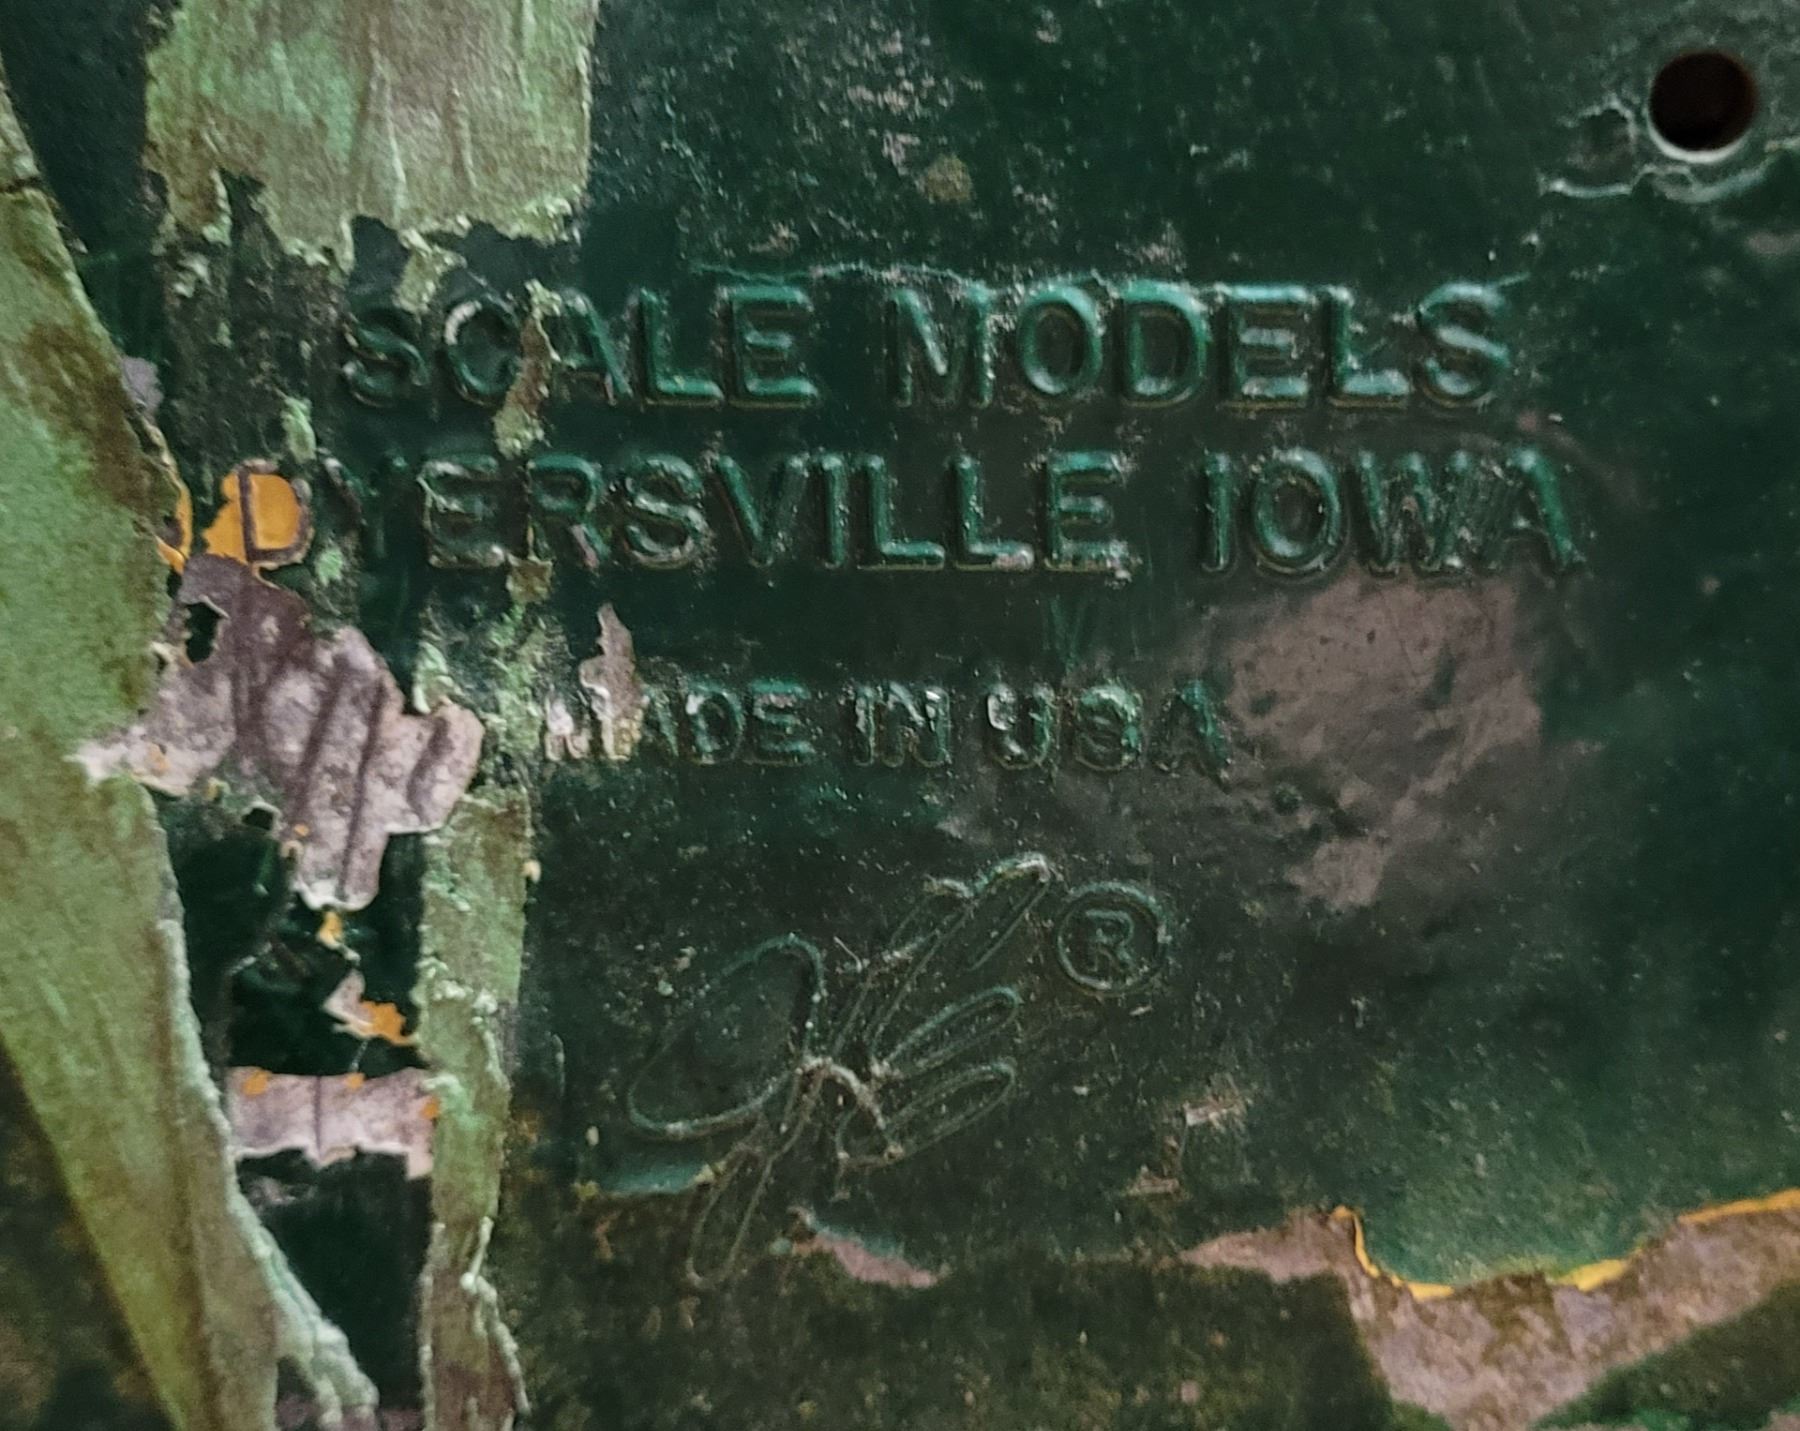 SCALE MODELS
DYERSVILLE IOWA
MADE IN USA
®